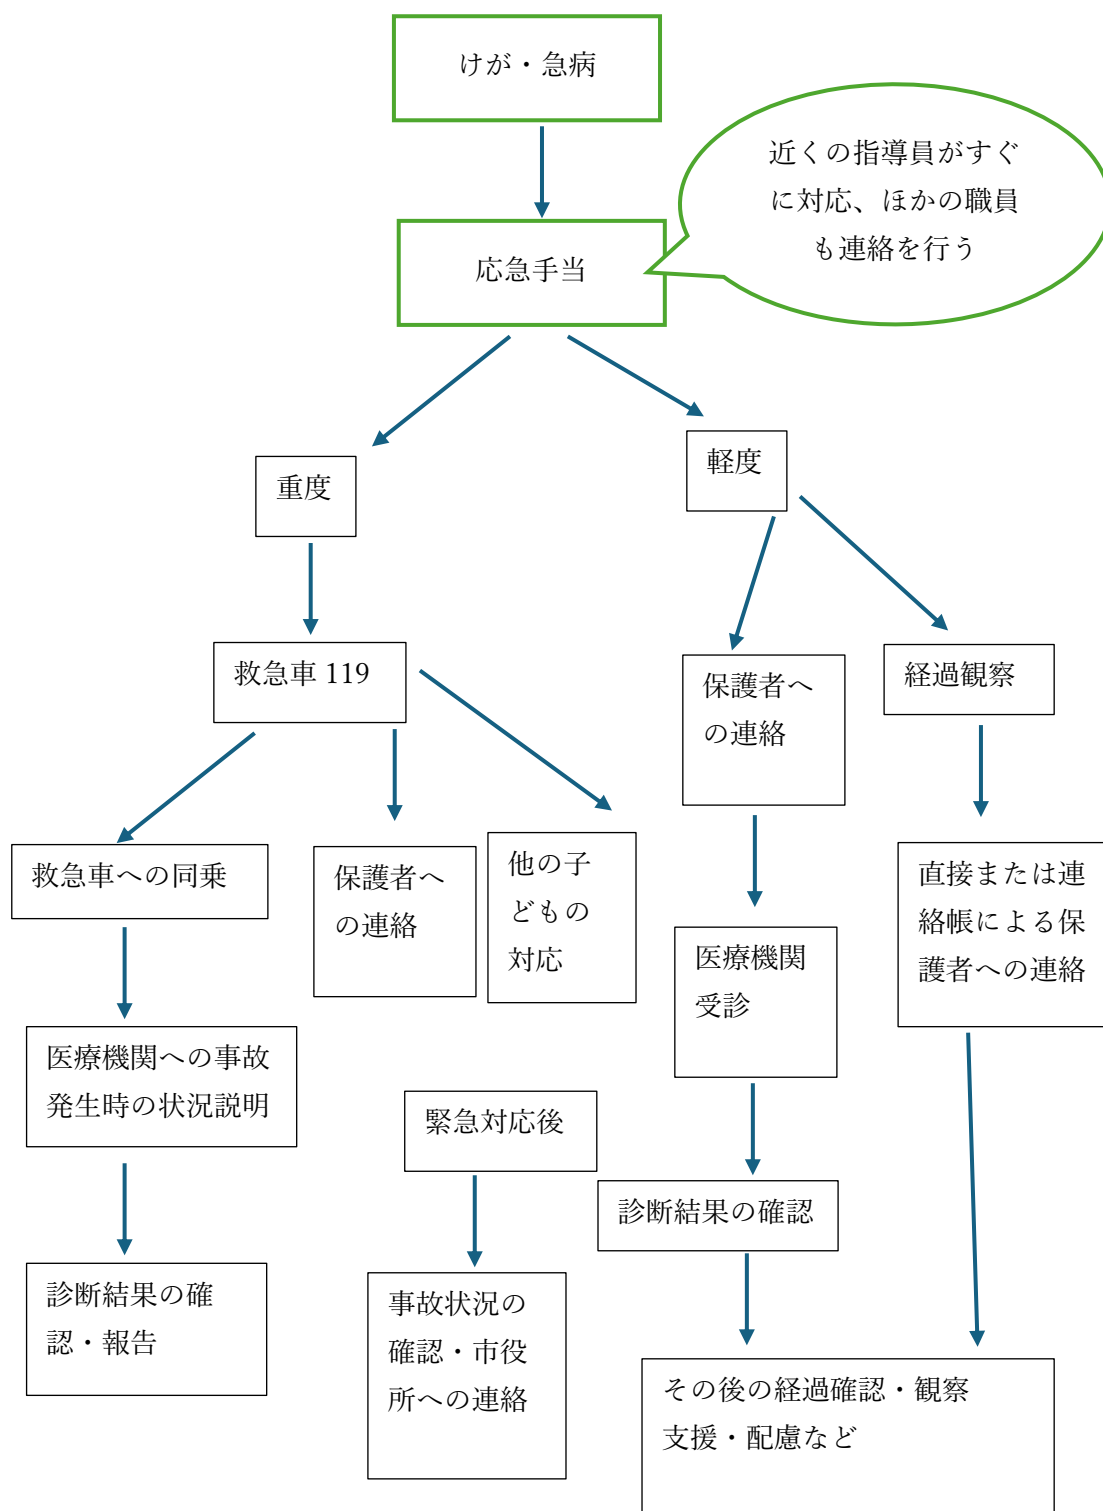 けが・急病
近くの指導員がすぐ
に対応、ほかの職員
も連絡を行う
応急手当
重度
軽度
救急車 119
保護者へ
の連絡
経過観察
救急車への同乗
保護者へ
の連絡
他の子
どもの
対応
医療機関
受診
直接または連
絡帳による保
護者への連絡
医療機関への事故
発生時の状況説明
緊急対応後
診断結果の確認
診断結果の確
認・報告
事故状況の
確認・市役
所への連絡
その後の経過確認・観察
支援・配慮など